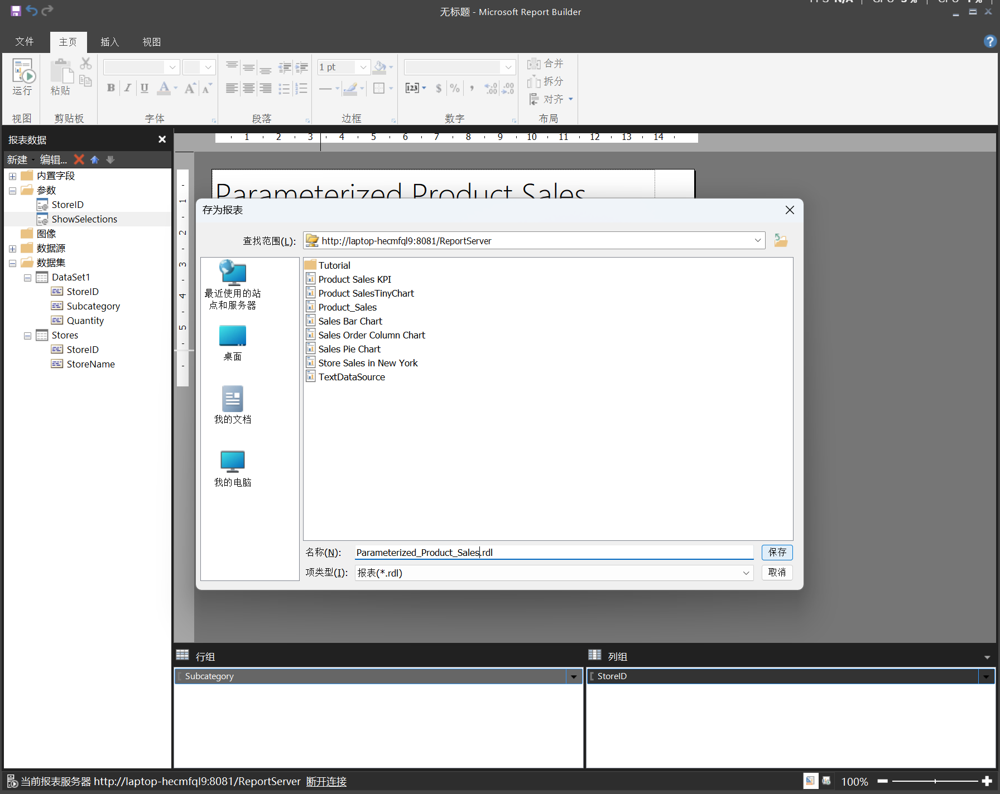 无标题 - Microsoft Report Builder
文件
主页
插入
视图
运行
粘贴
1 pt
合并
拆分
对齐
视图
剪贴板
字体
段落
边框
数字
布局
报表数据
新建
编辑...
内置字段
参数
StoreID
ShowSelections
图像
数据源
数据集
DataSet1
StoreID
Subcategory
Quantity
Stores
StoreID
StoreName
1 2 3 4 5 6 7 8 9 10 11 12 13 14
1
2
3
4
5
Parameterized Product Sales
存为报表
查找范围(L):
http://laptop-hecmfql9:8081/ReportServer
最近使用的站
点和服务器
桌面
我的文档
我的电脑
Tutorial
Product Sales KPI
Product SalesTinyChart
Product_Sales
Sales Bar Chart
Sales Order Column Chart
Sales Pie Chart
Store Sales in New York
TextDataSource
名称(N):
Parameterized_Product_Sales.rdl
保存
项类型(I):
报表(*.rdl)
取消
行组
列组
Subcategory
StoreID
当前报表服务器 http://laptop-hecmfql9:8081/ReportServer 断开连接
100%